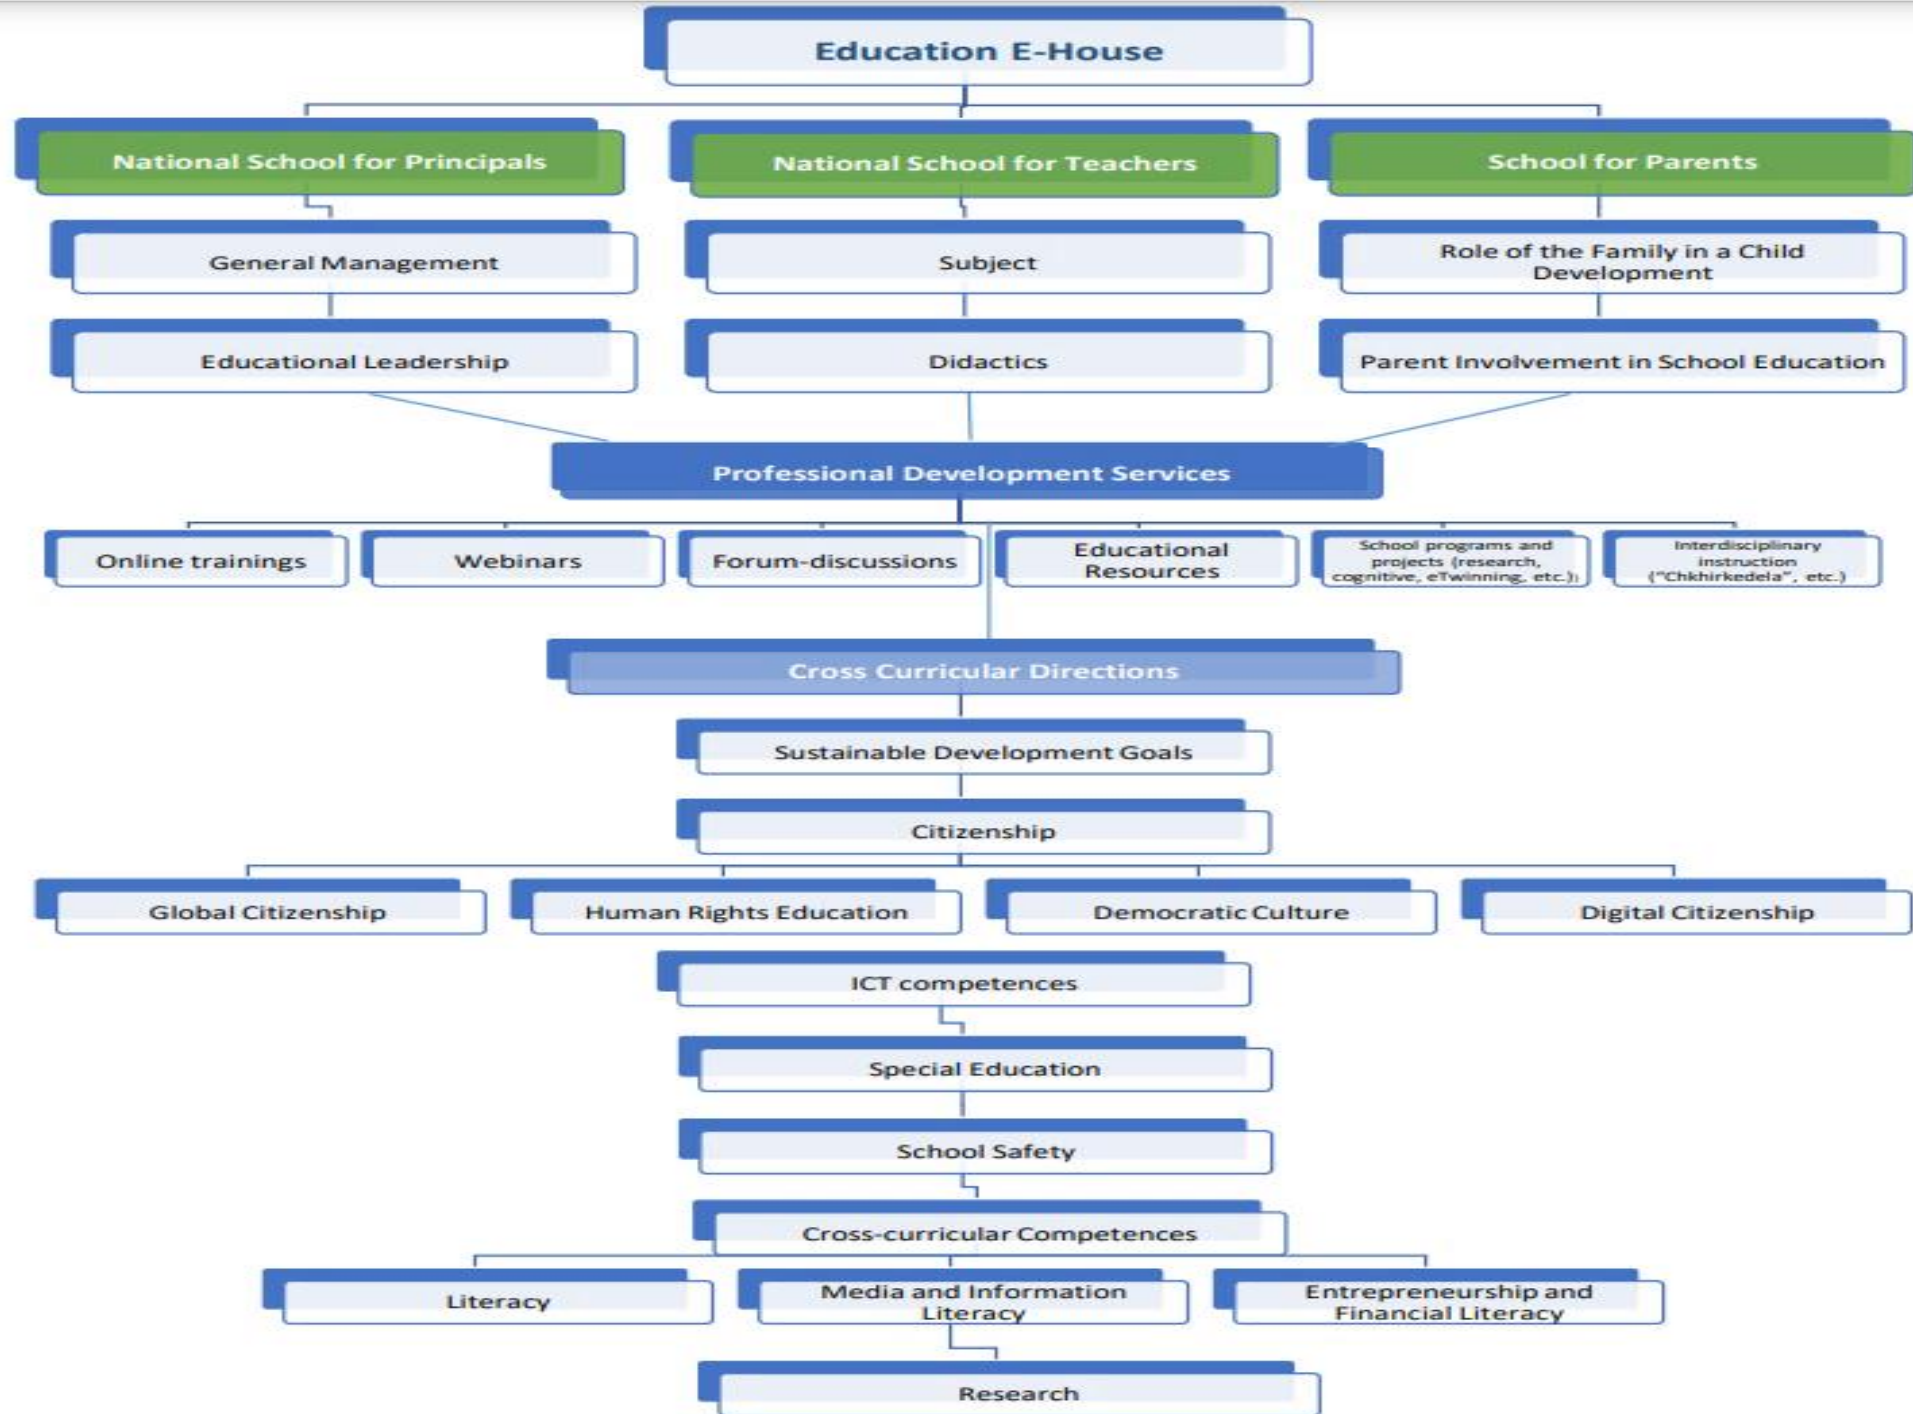 Education E-House
National School for Principals
National School for Teachers
School for Parents
General Management
Subject
Role of the Family in a Child
Development
Educational Leadership
Didactics
Parent Involvement in School Education
Professional Development Services
Online trainings
Webinars
Forum-discussions
Educational
Resources
School programs and
projects (research,
cognitive, eTwinning, etc.))
Interdisciplinary
instruction
("Chkhirkedela", etc.)
Cross Curricular Directions
Sustainable Development Goals
Citizenship
Global Citizenship
Human Rights Education
Democratic Culture
Digital Citizenship
ICT competences
Special Education
School Safety
Cross-curricular Competences
Literacy
Media and Information
Literacy
Entrepreneurship and
Financial Literacy
Research